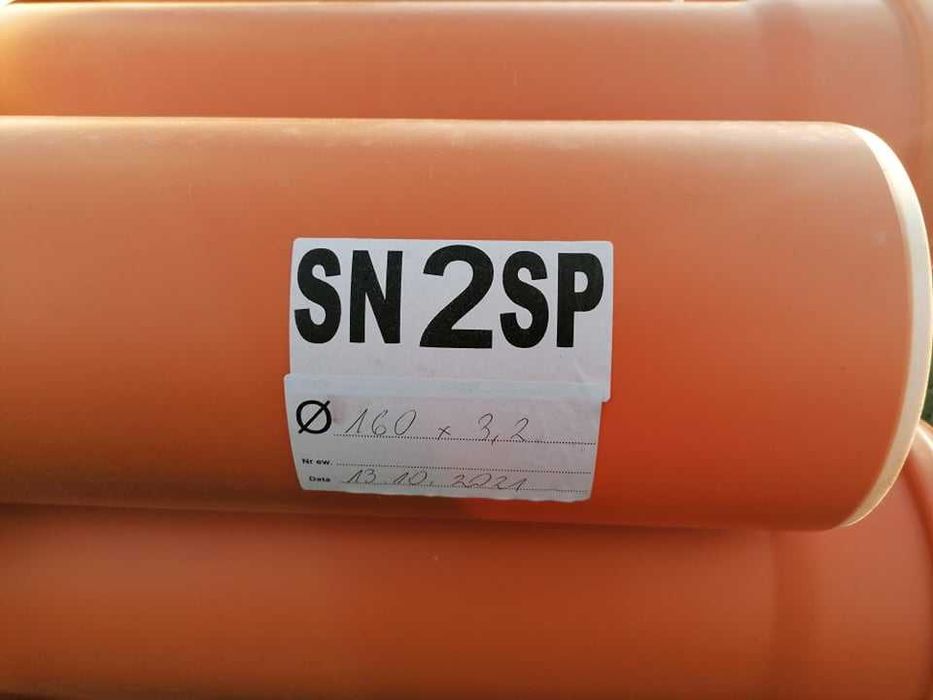 SN2SP
Ø 160 x 3,2
Nr ew.
Data 13.10.2021